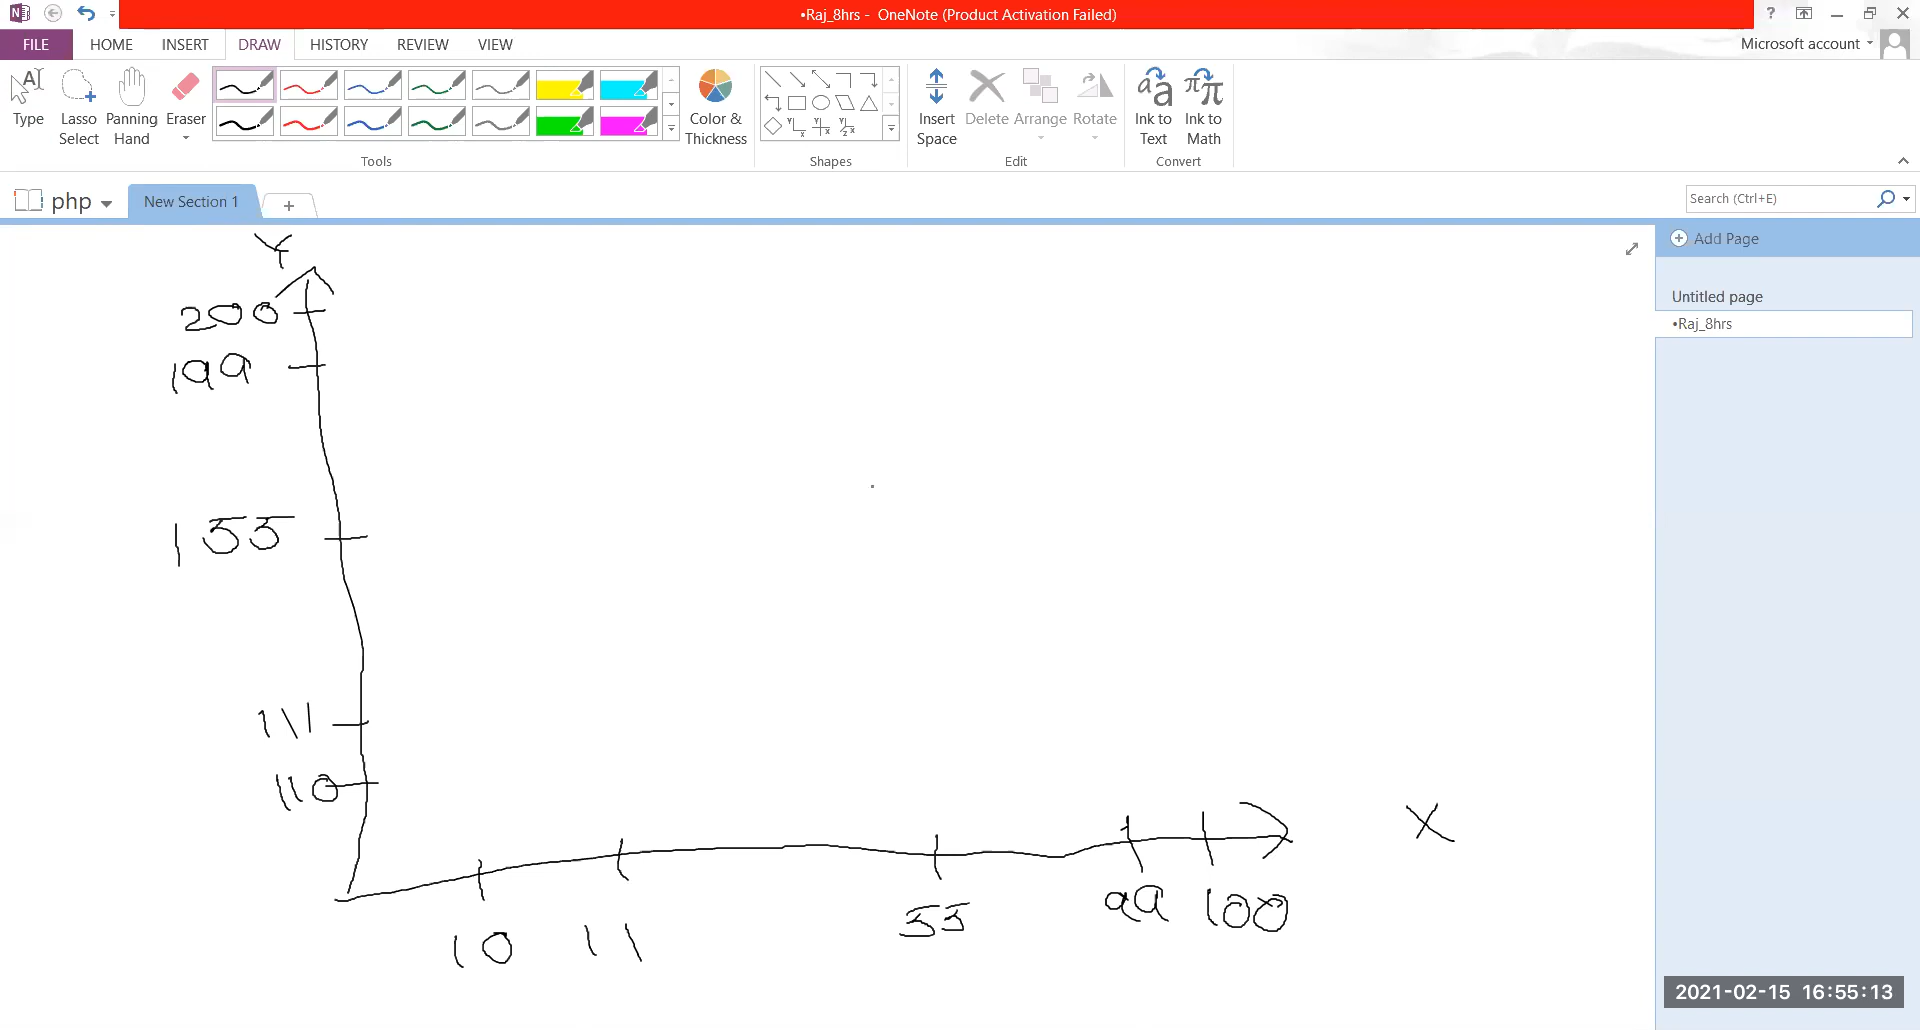 •Raj_8hrs - OneNote (Product Activation Failed)
?
FILE HOME INSERT DRAW HISTORY REVIEW VIEW
Microsoft account
Type
Lasso Select
Panning Hand
Eraser
Color & Thickness
Insert Space
Delete
Arrange
Rotate
Ink to Text
Ink to Math
Tools
Shapes
Edit
Convert
php
New Section 1
+
Search (Ctrl+E)
Add Page
Untitled page
•Raj_8hrs
Y
200
199
155
111
110
X
10 11 55 99 100
2021-02-15 16:55:13